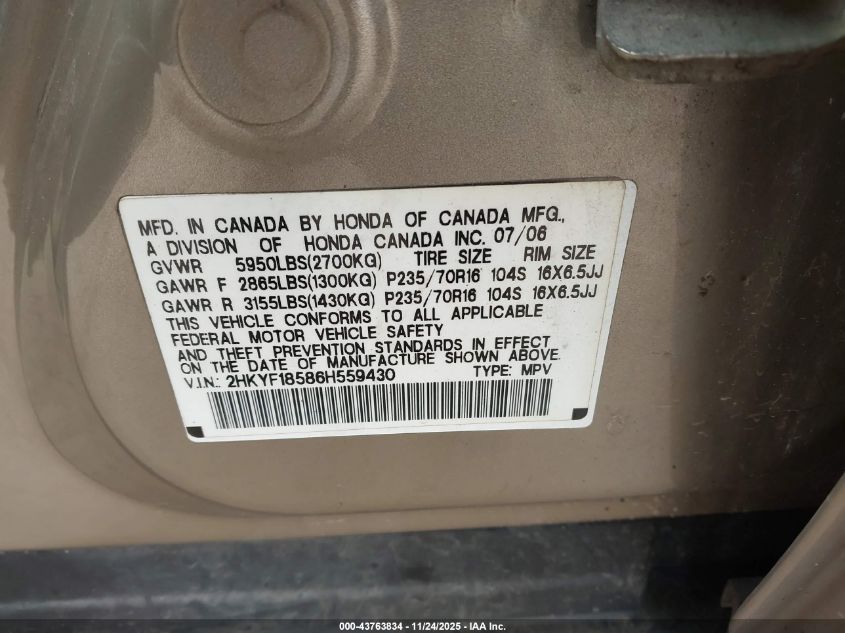 MFD. IN CANADA BY HONDA OF CANADA MFG.,
A DIVISION OF HONDA CANADA INC. 07/06
GVWR 5950LBS(2700KG) TIRE SIZE RIM SIZE
GAWR F 2865LBS(1300KG) P235/70R16 104S 16X6.5JJ
GAWR R 3155LBS(1430KG) P235/70R16 104S 16X6.5JJ
THIS VEHICLE CONFORMS TO ALL APPLICABLE
FEDERAL MOTOR VEHICLE SAFETY
AND THEFT PREVENTION STANDARDS IN EFFECT
ON THE DATE OF MANUFACTURE SHOWN ABOVE.
V.I.N.: 2HKYF18586H559430 TYPE: MPV
000-43763834 - 11/24/2025 - IAA Inc.